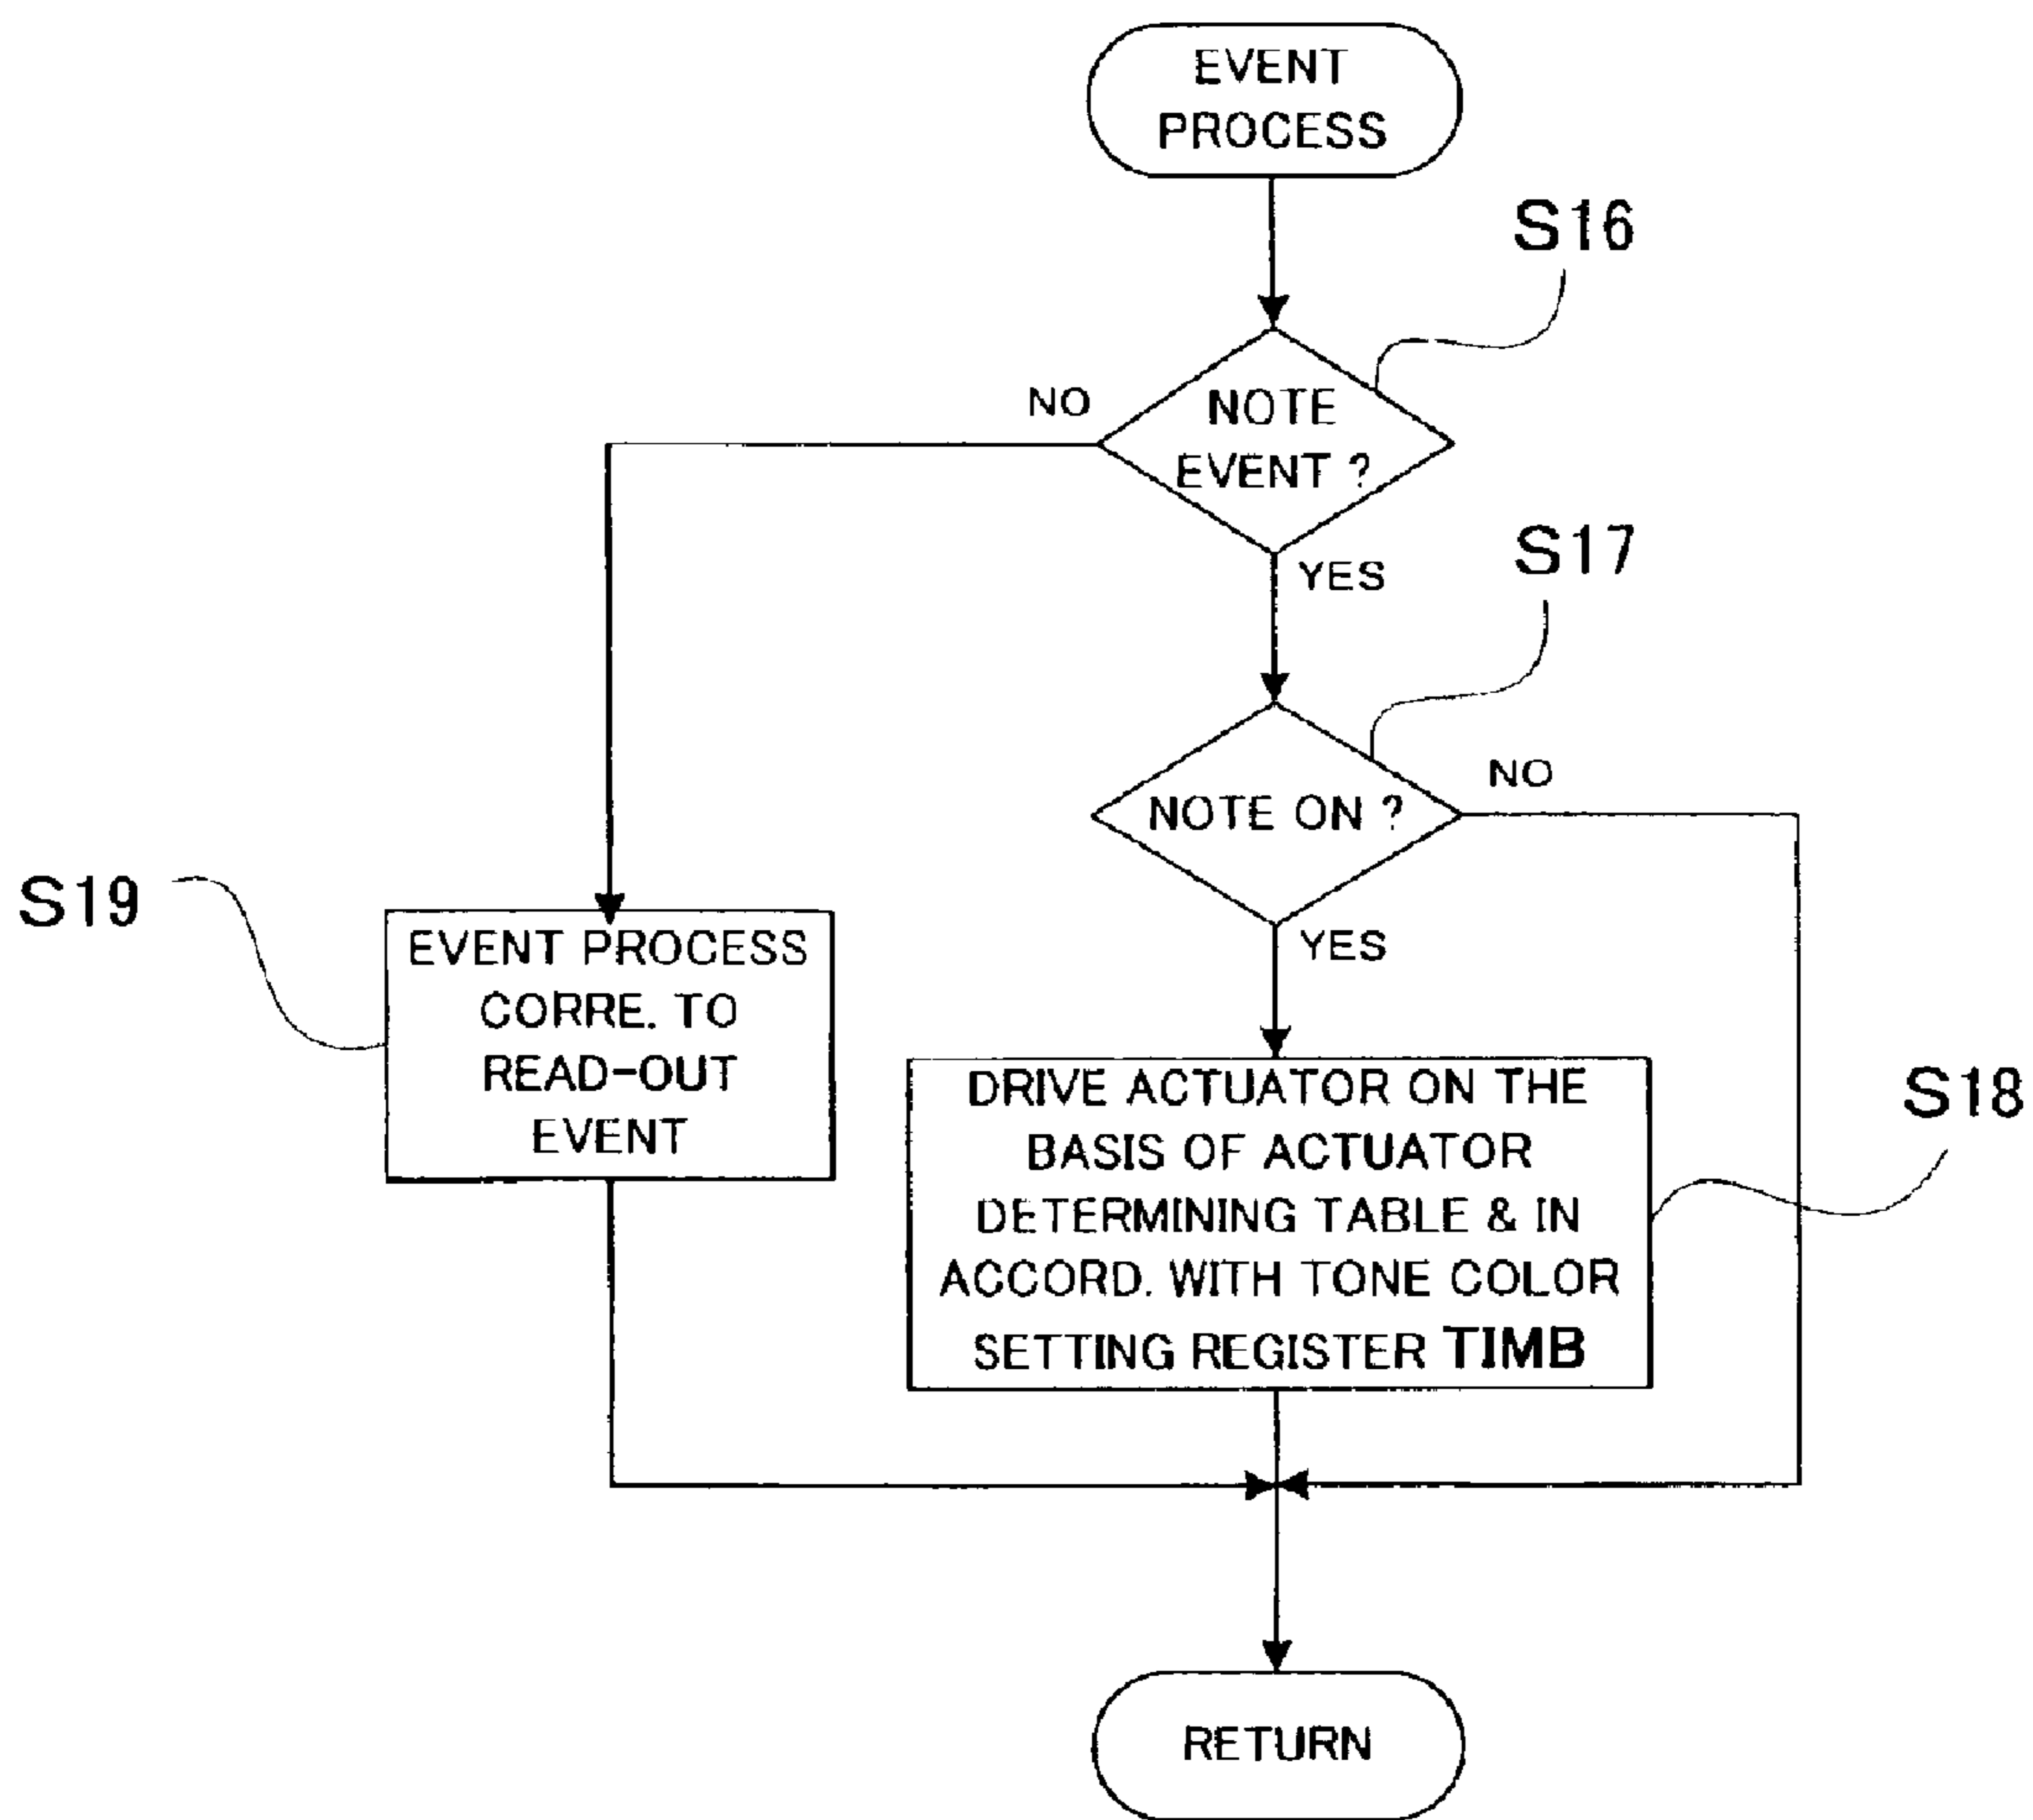 EVENT
PROCESS
S16
NO
NOTE
EVENT ?
YES
S17
NO
NOTE ON ?
YES
S19
EVENT PROCESS
CORRE. TO
READ-OUT
EVENT
S18
DRIVE ACTUATOR ON THE
BASIS OF ACTUATOR
DETERMINING TABLE & IN
ACCORD. WITH TONE COLOR
SETTING REGISTER TIMB
RETURN